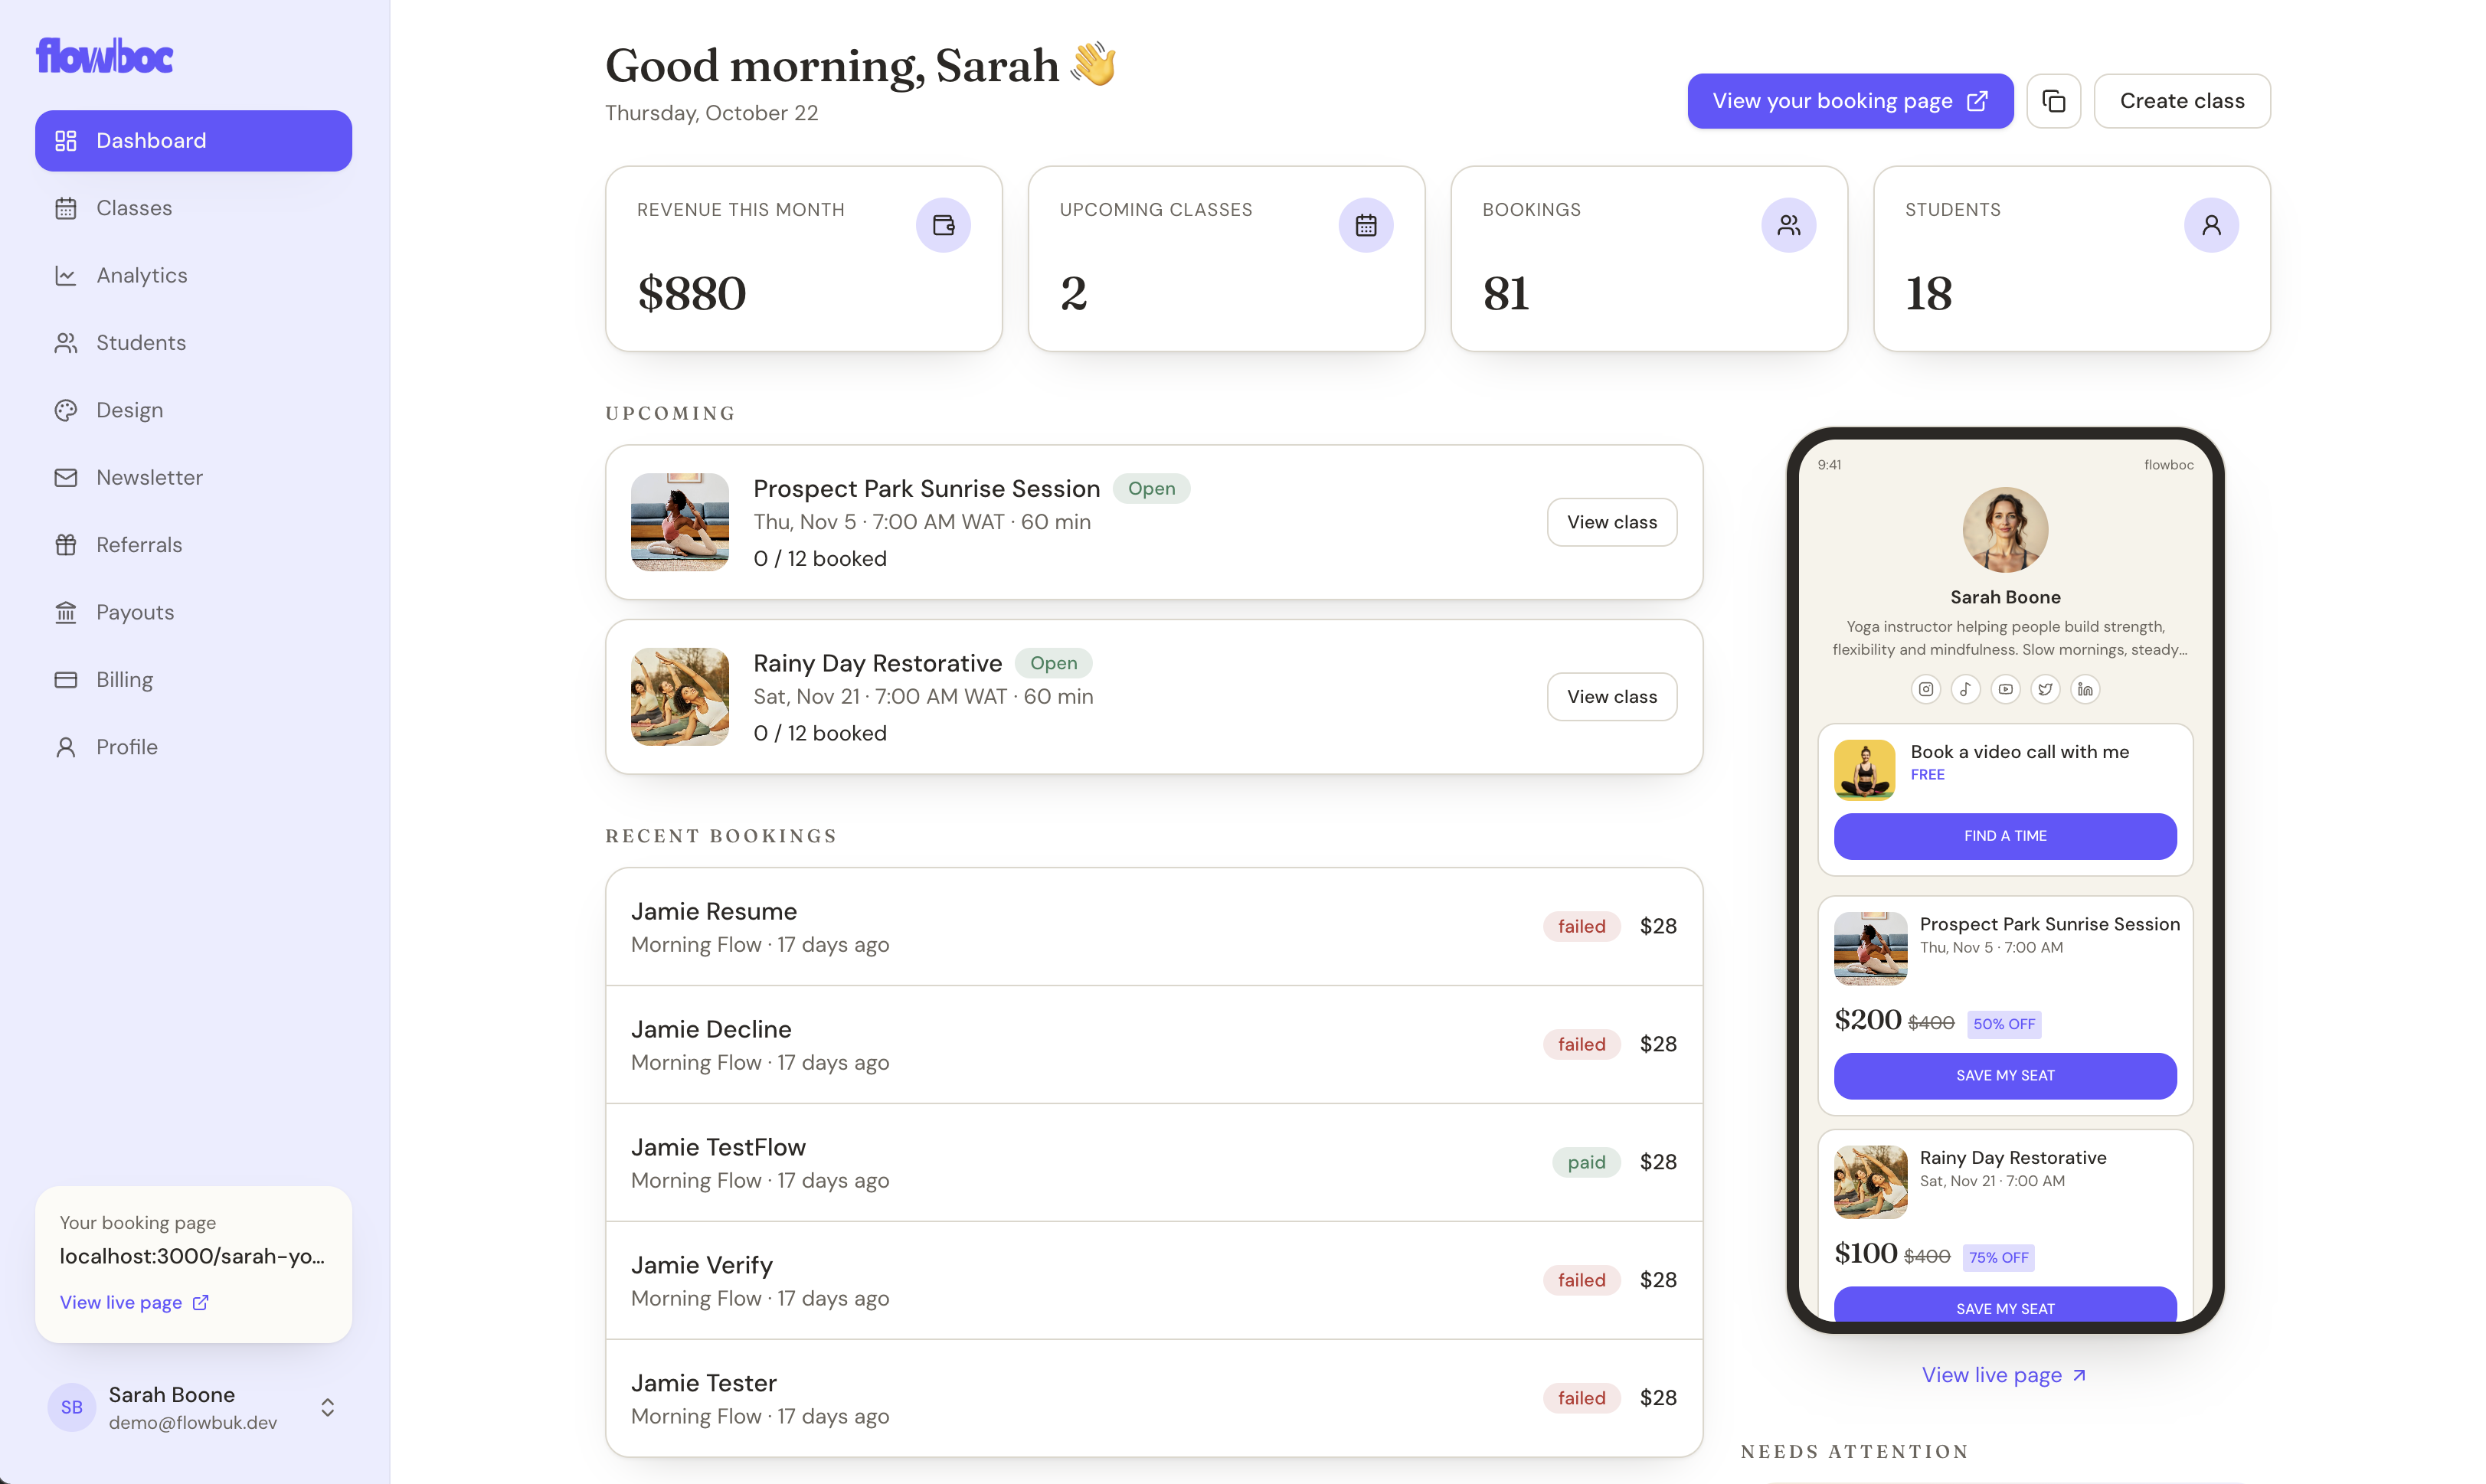 flowboc
Dashboard
Classes
Analytics
Students
Design
Newsletter
Referrals
Payouts
Billing
Profile
Your booking page
localhost:3000/sarah-yo...
View live page
SB
Sarah Boone
demo@flowbuk.dev
Good morning, Sarah 👋
Thursday, October 22
View your booking page
Create class
REVENUE THIS MONTH
$880
UPCOMING CLASSES
2
BOOKINGS
81
STUDENTS
18
UPCOMING
Prospect Park Sunrise Session Open
Thu, Nov 5 · 7:00 AM WAT · 60 min
0 / 12 booked
View class
Rainy Day Restorative Open
Sat, Nov 21 · 7:00 AM WAT · 60 min
0 / 12 booked
View class
RECENT BOOKINGS
Jamie Resume
Morning Flow · 17 days ago
failed $28
Jamie Decline
Morning Flow · 17 days ago
failed $28
Jamie TestFlow
Morning Flow · 17 days ago
paid $28
Jamie Verify
Morning Flow · 17 days ago
failed $28
Jamie Tester
Morning Flow · 17 days ago
failed $28
9:41 flowboc
Sarah Boone
Yoga instructor helping people build strength,
flexibility and mindfulness. Slow mornings, steady...
Book a video call with me
FREE
FIND A TIME
Prospect Park Sunrise Session
Thu, Nov 5 · 7:00 AM
$200 $400 50% OFF
SAVE MY SEAT
Rainy Day Restorative
Sat, Nov 21 · 7:00 AM
$100 $400 75% OFF
SAVE MY SEAT
View live page
NEEDS ATTENTION